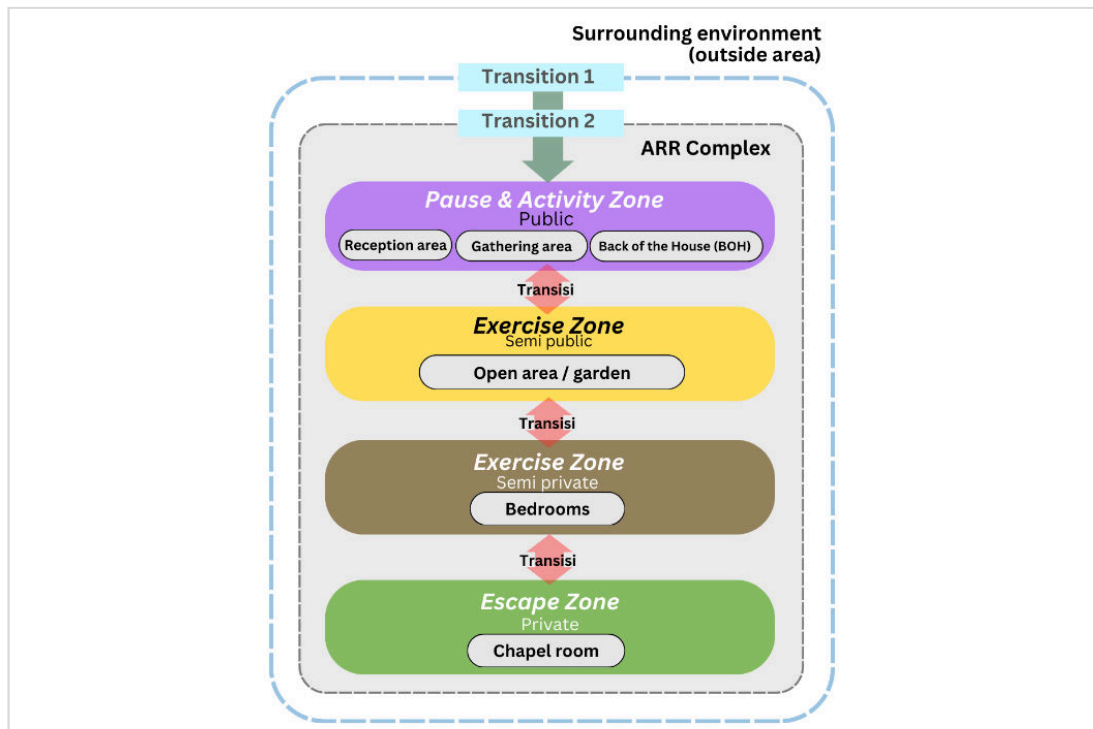 Surrounding environment
(outside area)
Transition 1
Transition 2
ARR Complex
Pause & Activity Zone
Public
Reception area
Gathering area
Back of the House (BOH)
Transisi
Exercise Zone
Semi public
Open area / garden
Transisi
Exercise Zone
Semi private
Bedrooms
Transisi
Escape Zone
Private
Chapel room